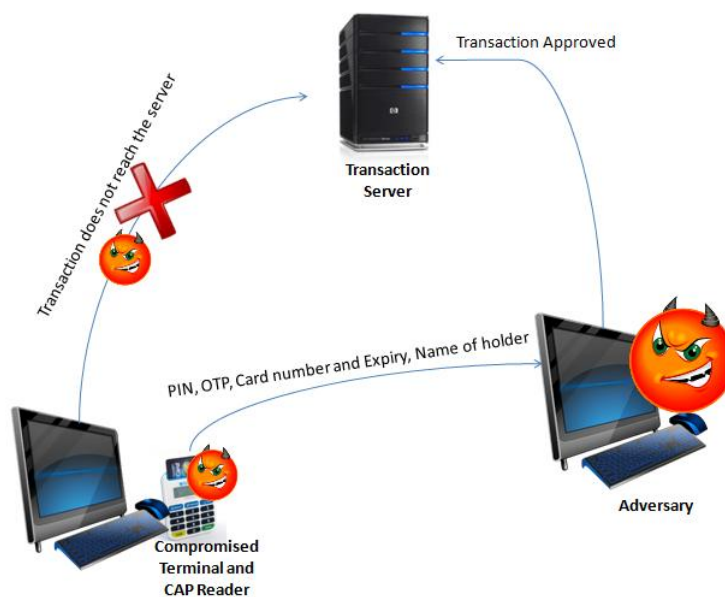 Transaction Approved
Transaction does not reach the server
hp
Transaction
Server
PIN, OTP, Card number and Expiry, Name of holder
Adversary
Compromised
Terminal and
CAP Reader